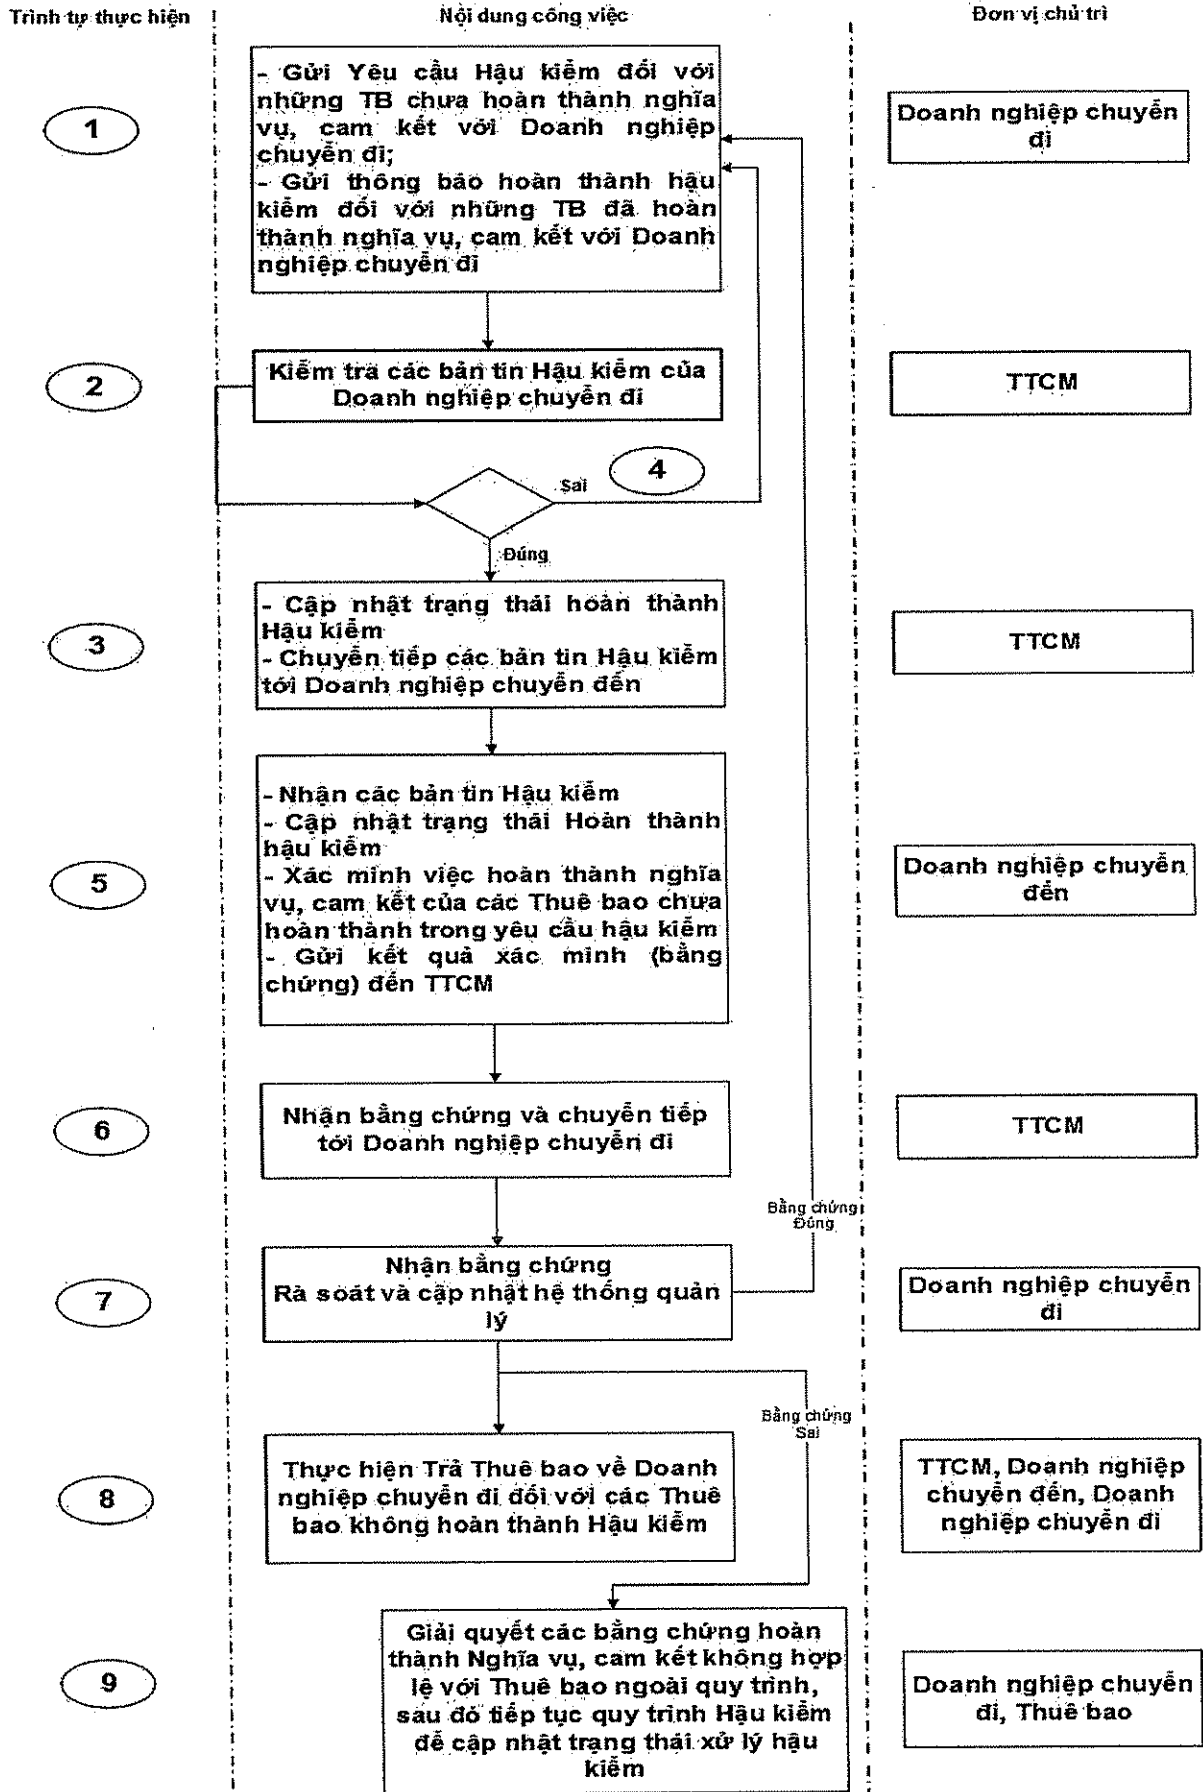 Trình tự thực hiện
Nội dung công việc
Đơn vị chủ trì
1
- Gửi Yêu cầu Hậu kiểm đối với
những TB chưa hoàn thành nghĩa
vụ, cam kết với Doanh nghiệp
chuyển đi;
- Gửi thông báo hoàn thành hậu
kiểm đối với những TB đã hoàn
thành nghĩa vụ, cam kết với Doanh
nghiệp chuyển đi
Doanh nghiệp chuyển
đi
2
Kiểm tra các bản tin Hậu kiểm của
Doanh nghiệp chuyển đi
TTCM
4
Sai
Đúng
3
- Cập nhật trạng thái hoàn thành
Hậu kiểm
- Chuyển tiếp các bản tin Hậu kiểm
tới Doanh nghiệp chuyển đến
TTCM
5
- Nhận các bản tin Hậu kiểm
- Cập nhật trạng thái Hoàn thành
hậu kiểm
- Xác minh việc hoàn thành nghĩa
vụ, cam kết của các Thuê bao chưa
hoàn thành trong yêu cầu hậu kiểm
- Gửi kết quả xác minh (bằng
chứng) đến TTCM
Doanh nghiệp chuyển
đến
6
Nhận bằng chứng và chuyển tiếp
tới Doanh nghiệp chuyển đi
TTCM
Bằng chứng
Đúng
7
Nhận bằng chứng
Rà soát và cập nhật hệ thống quản
lý
Doanh nghiệp chuyển
đi
Bằng chứng
Sai
8
Thực hiện Trả Thuê bao về Doanh
nghiệp chuyển đi đối với các Thuê
bao không hoàn thành Hậu kiểm
TTCM, Doanh nghiệp
chuyển đến, Doanh
nghiệp chuyển đi
9
Giải quyết các bằng chứng hoàn
thành Nghĩa vụ, cam kết không hợp
lệ với Thuê bao ngoài quy trình,
sau đó tiếp tục quy trình Hậu kiểm
để cập nhật trạng thái xử lý hậu
kiểm
Doanh nghiệp chuyển
đi, Thuê bao